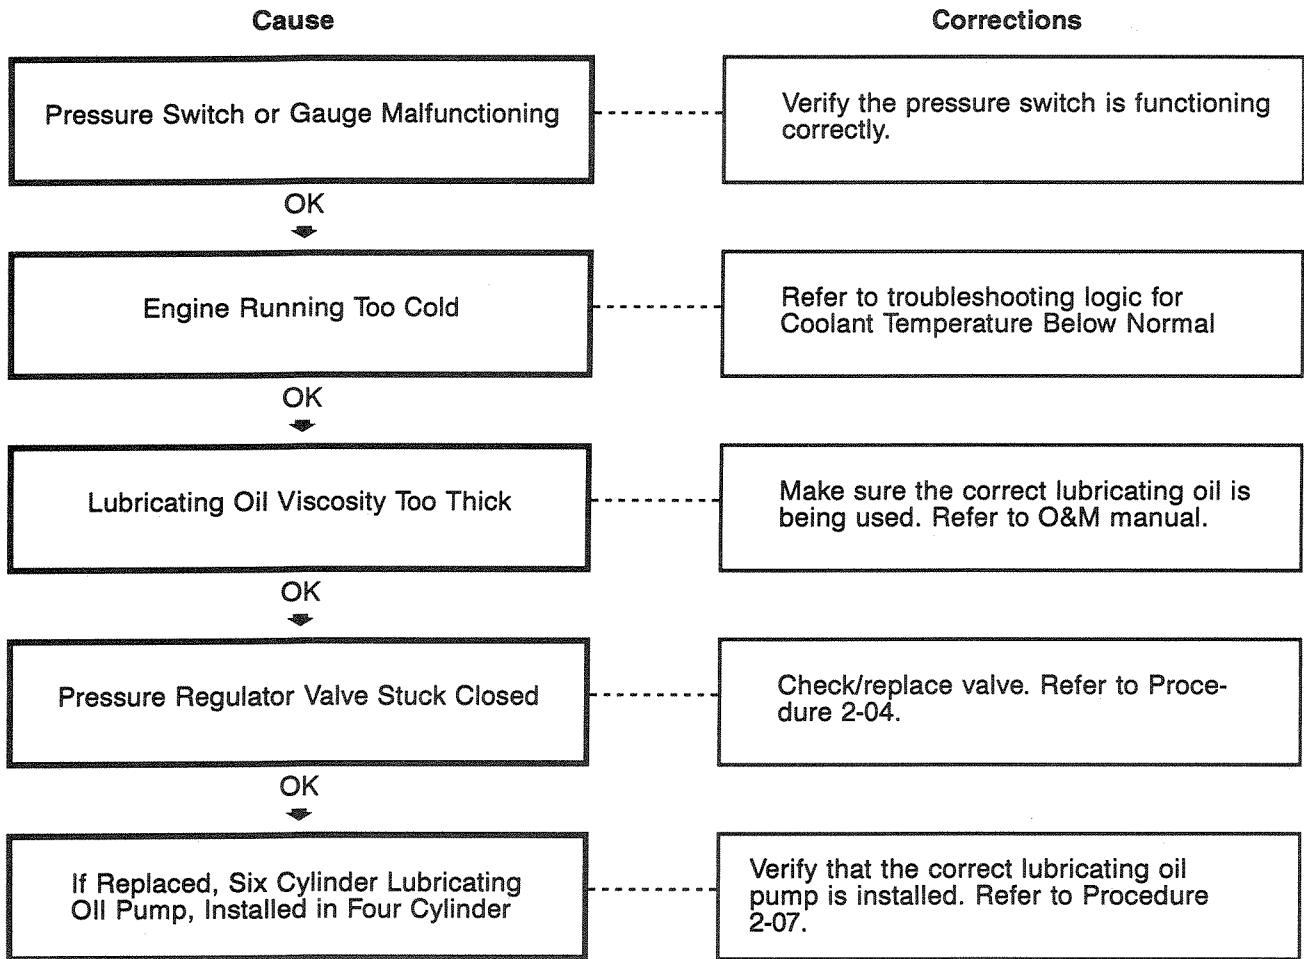 Cause
Corrections
Pressure Switch or Gauge Malfunctioning
Verify the pressure switch is functioning
correctly.
OK
Engine Running Too Cold
Refer to troubleshooting logic for
Coolant Temperature Below Normal
OK
Lubricating Oil Viscosity Too Thick
Make sure the correct lubricating oil is
being used. Refer to O&M manual.
OK
Pressure Regulator Valve Stuck Closed
Check/replace valve. Refer to Proce-
dure 2-04.
OK
If Replaced, Six Cylinder Lubricating
Oil Pump, Installed in Four Cylinder
Verify that the correct lubricating oil
pump is installed. Refer to Procedure
2-07.